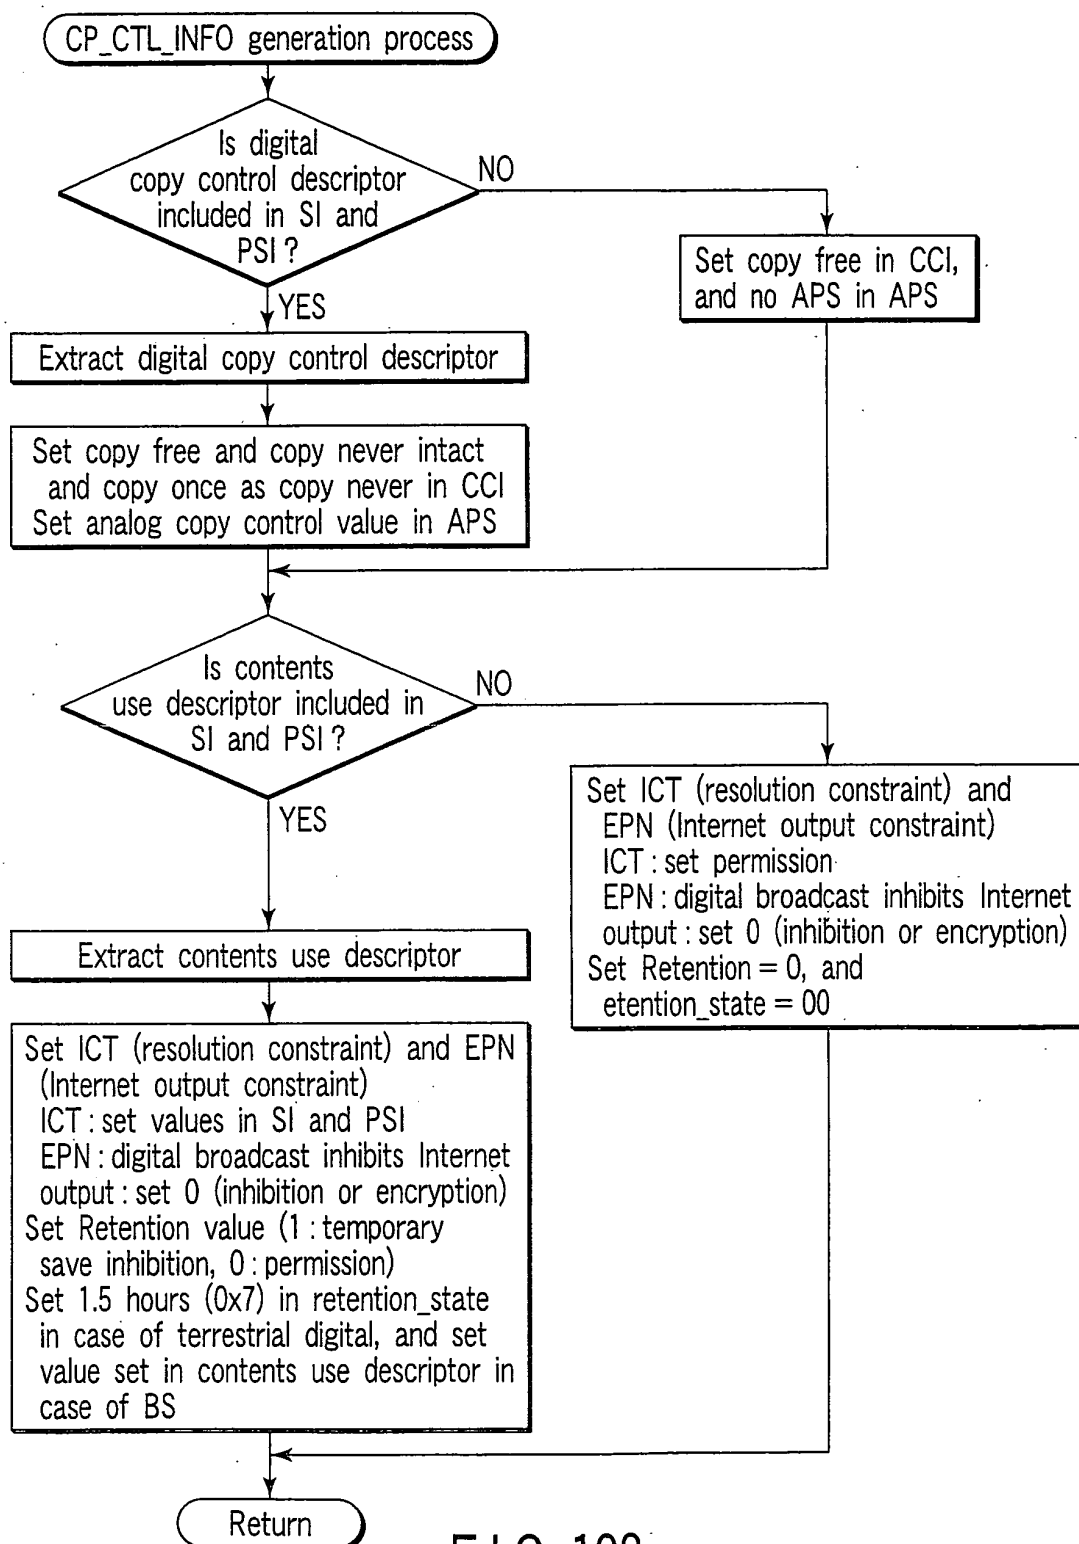 CP_CTL_INFO generation process
Is digital
copy control descriptor
included in SI and
PSI ?
NO
YES
Set copy free in CCI,
and no APS in APS
Extract digital copy control descriptor
Set copy free and copy never intact
and copy once as copy never in CCI
Set analog copy control value in APS
Is contents
use descriptor included in
SI and PSI ?
NO
YES
Set ICT (resolution constraint) and
EPN (Internet output constraint)
ICT : set permission
EPN : digital broadcast inhibits Internet
output : set 0 (inhibition or encryption)
Set Retention = 0, and
etention_state = 00
Extract contents use descriptor
Set ICT (resolution constraint) and EPN
(Internet output constraint)
ICT : set values in SI and PSI
EPN : digital broadcast inhibits Internet
output : set 0 (inhibition or encryption)
Set Retention value (1 : temporary
save inhibition, 0 : permission)
Set 1.5 hours (0x7) in retention_state
in case of terrestrial digital, and set
value set in contents use descriptor in
case of BS
Return